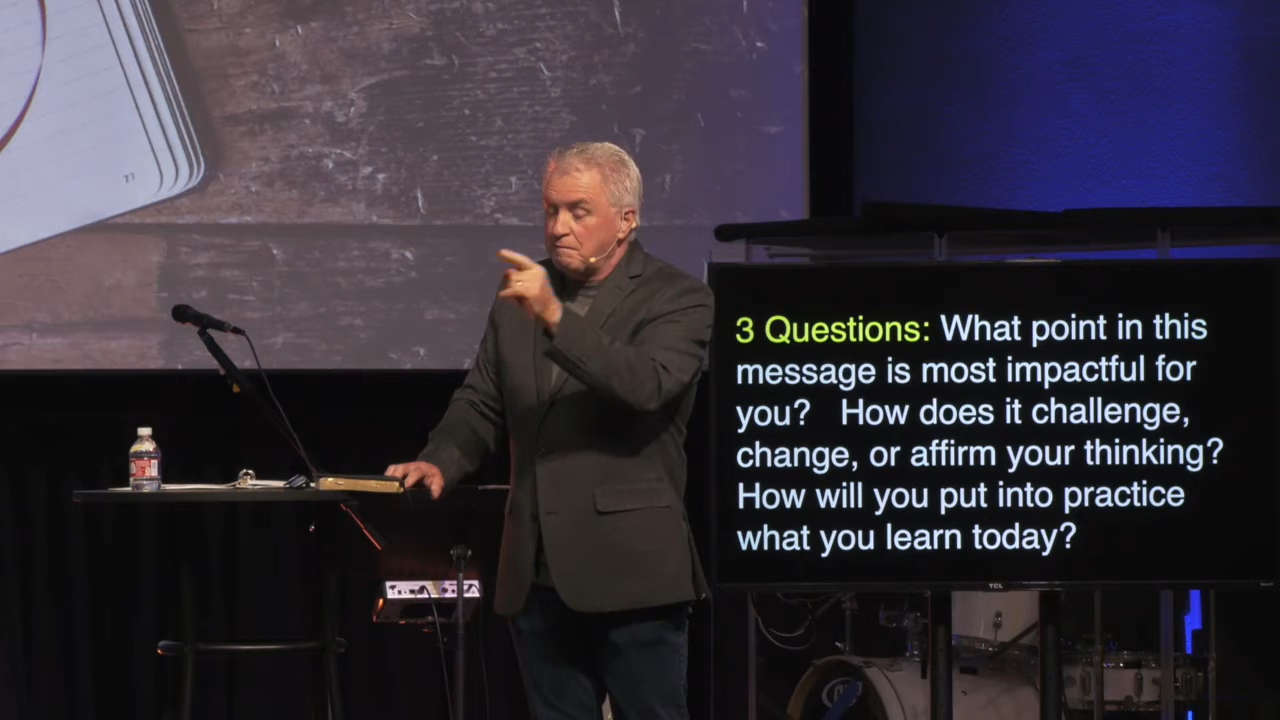 3 Questions: What point in this
message is most impactful for
you? How does it challenge,
change, or affirm your thinking?
How will you put into practice
what you learn today?
TCL